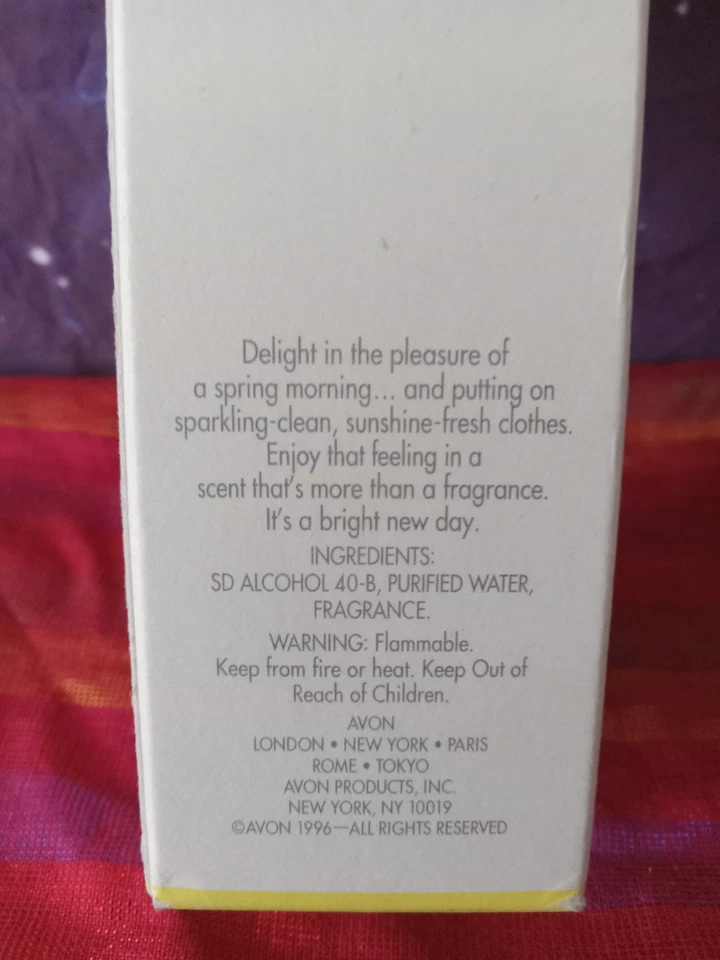 Delight in the pleasure of
a spring morning... and putting on
sparkling-clean, sunshine-fresh clothes.
Enjoy that feeling in a
scent that's more than a fragrance.
It's a bright new day.
INGREDIENTS:
SD ALCOHOL 40-B, PURIFIED WATER,
FRAGRANCE.
WARNING: Flammable.
Keep from fire or heat. Keep Out of
Reach of Children.
AVON
LONDON • NEW YORK • PARIS
ROME • TOKYO
AVON PRODUCTS, INC.
NEW YORK, NY 10019
©AVON 1996—ALL RIGHTS RESERVED